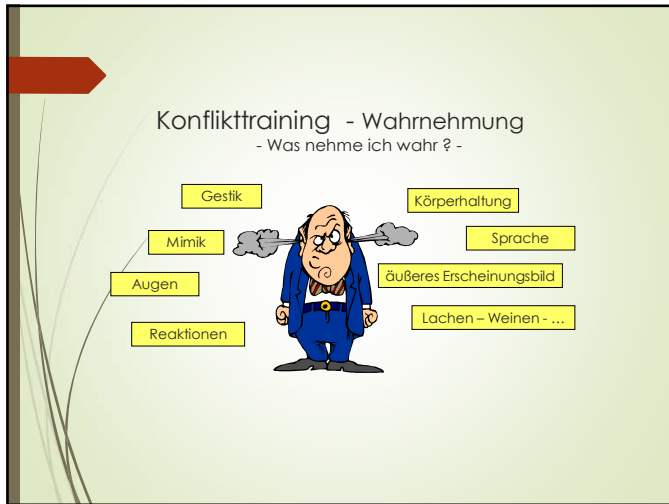 Konflikttraining - Wahrnehmung
- Was nehme ich wahr ? -
Gestik
Mimik
Augen
Reaktionen
Körperhaltung
Sprache
äußeres Erscheinungsbild
Lachen – Weinen - ...